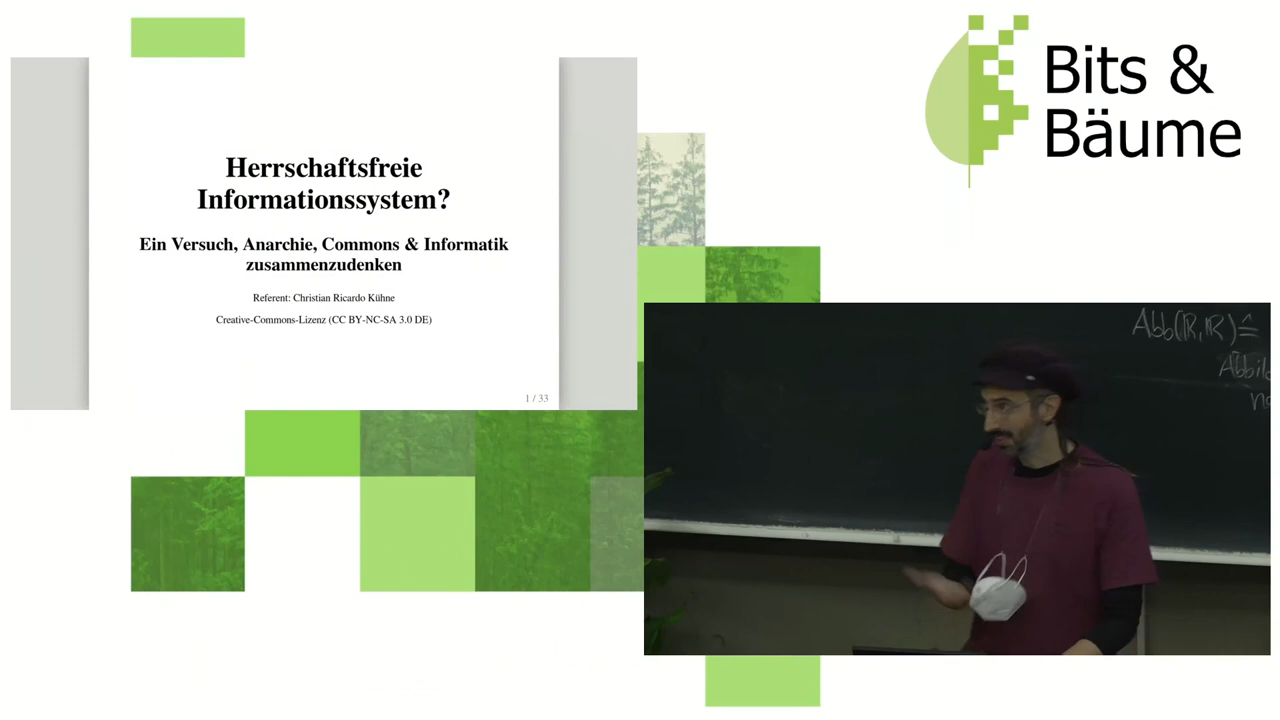 Herrschaftsfreie
Informationssystem?
Ein Versuch, Anarchie, Commons & Informatik
zusammenzudenken
Referent: Christian Ricardo Kühne
Creative-Commons-Lizenz (CC BY-NC-SA 3.0 DE)
1 / 33
Bits &
Bäume
Abb(ℝ, ℝ) ≙
Abbild